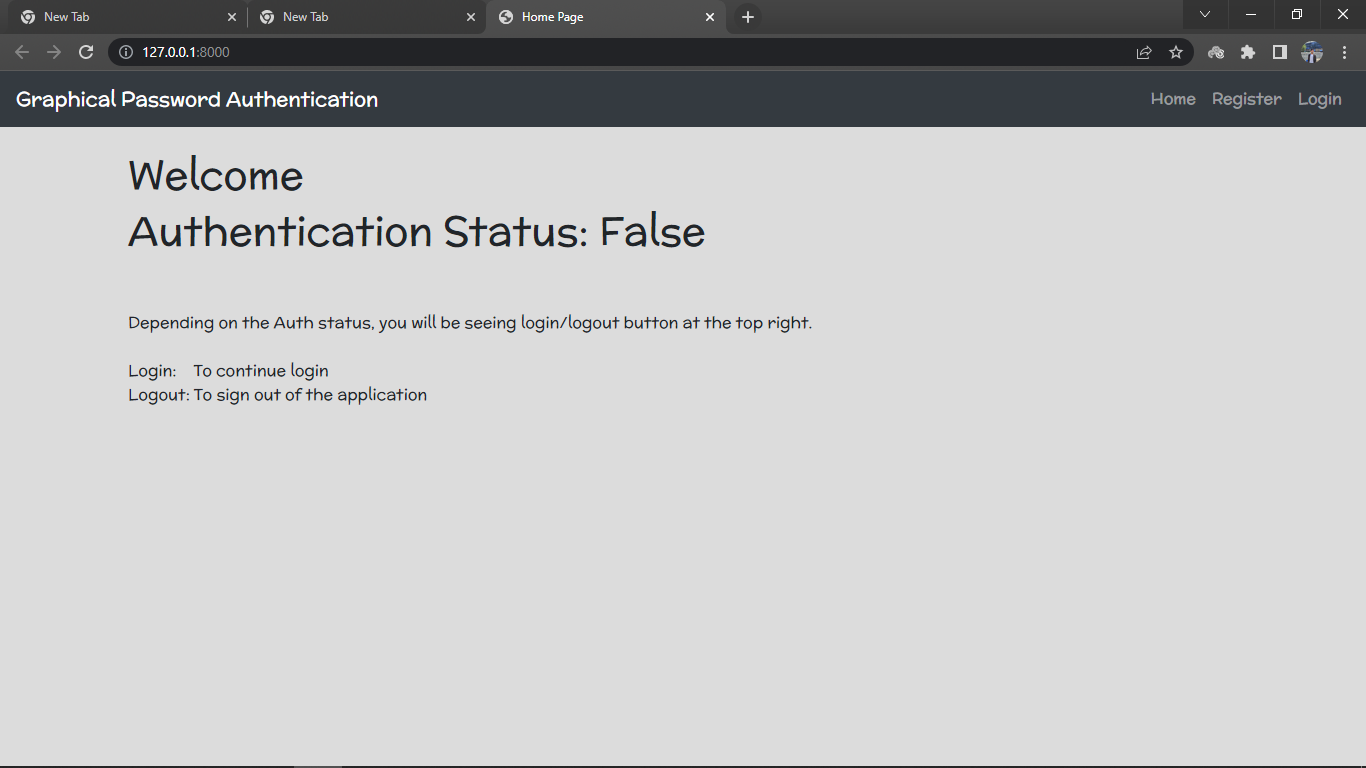 New Tab
New Tab
Home Page
127.0.0.1:8000
Graphical Password Authentication
Home Register Login
Welcome
Authentication Status: False
Depending on the Auth status, you will be seeing login/logout button at the top right.
Login: To continue login
Logout: To sign out of the application